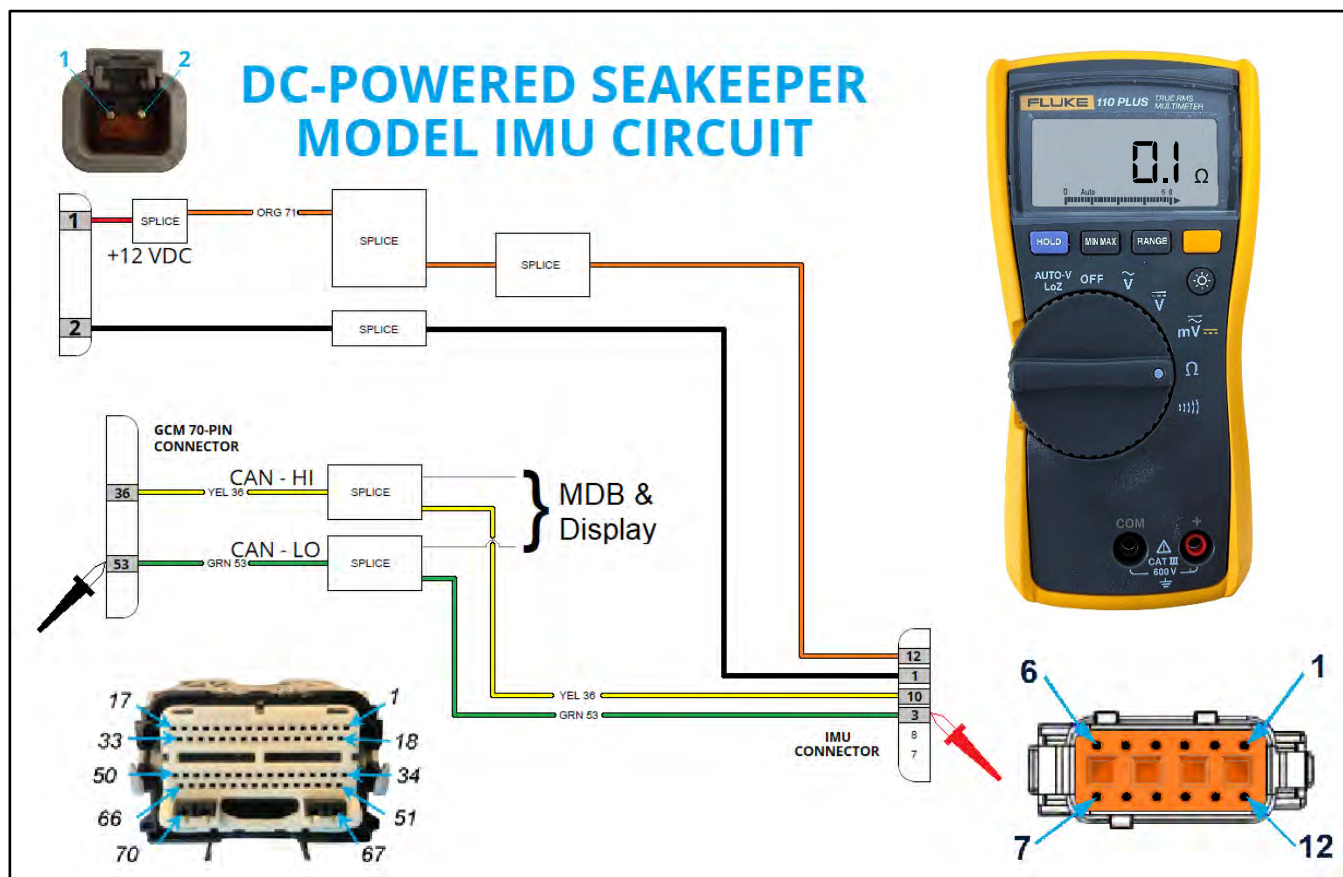 1 2
DC-POWERED SEAKEEPER
MODEL IMU CIRCUIT
1
SPLICE
+12 VDC
ORG 71
SPLICE
SPLICE
2
SPLICE
GCM 70-PIN
CONNECTOR
36
CAN - HI
YEL 36
SPLICE
53
CAN - LO
GRN 53
SPLICE
MDB &
Display
YEL 36
GRN 53
12
1
10
3
8
7
IMU
CONNECTOR
17 1
33 18
50 34
66 51
70 67
FLUKE 110 PLUS TRUE RMS
MULTIMETER
0.1 Ω
0 Auto 6 0
HOLD MIN MAX RANGE
AUTO-V
LoZ
OFF
V
V
mV
Ω
COM +
CAT III
600 V
6 1
7 12